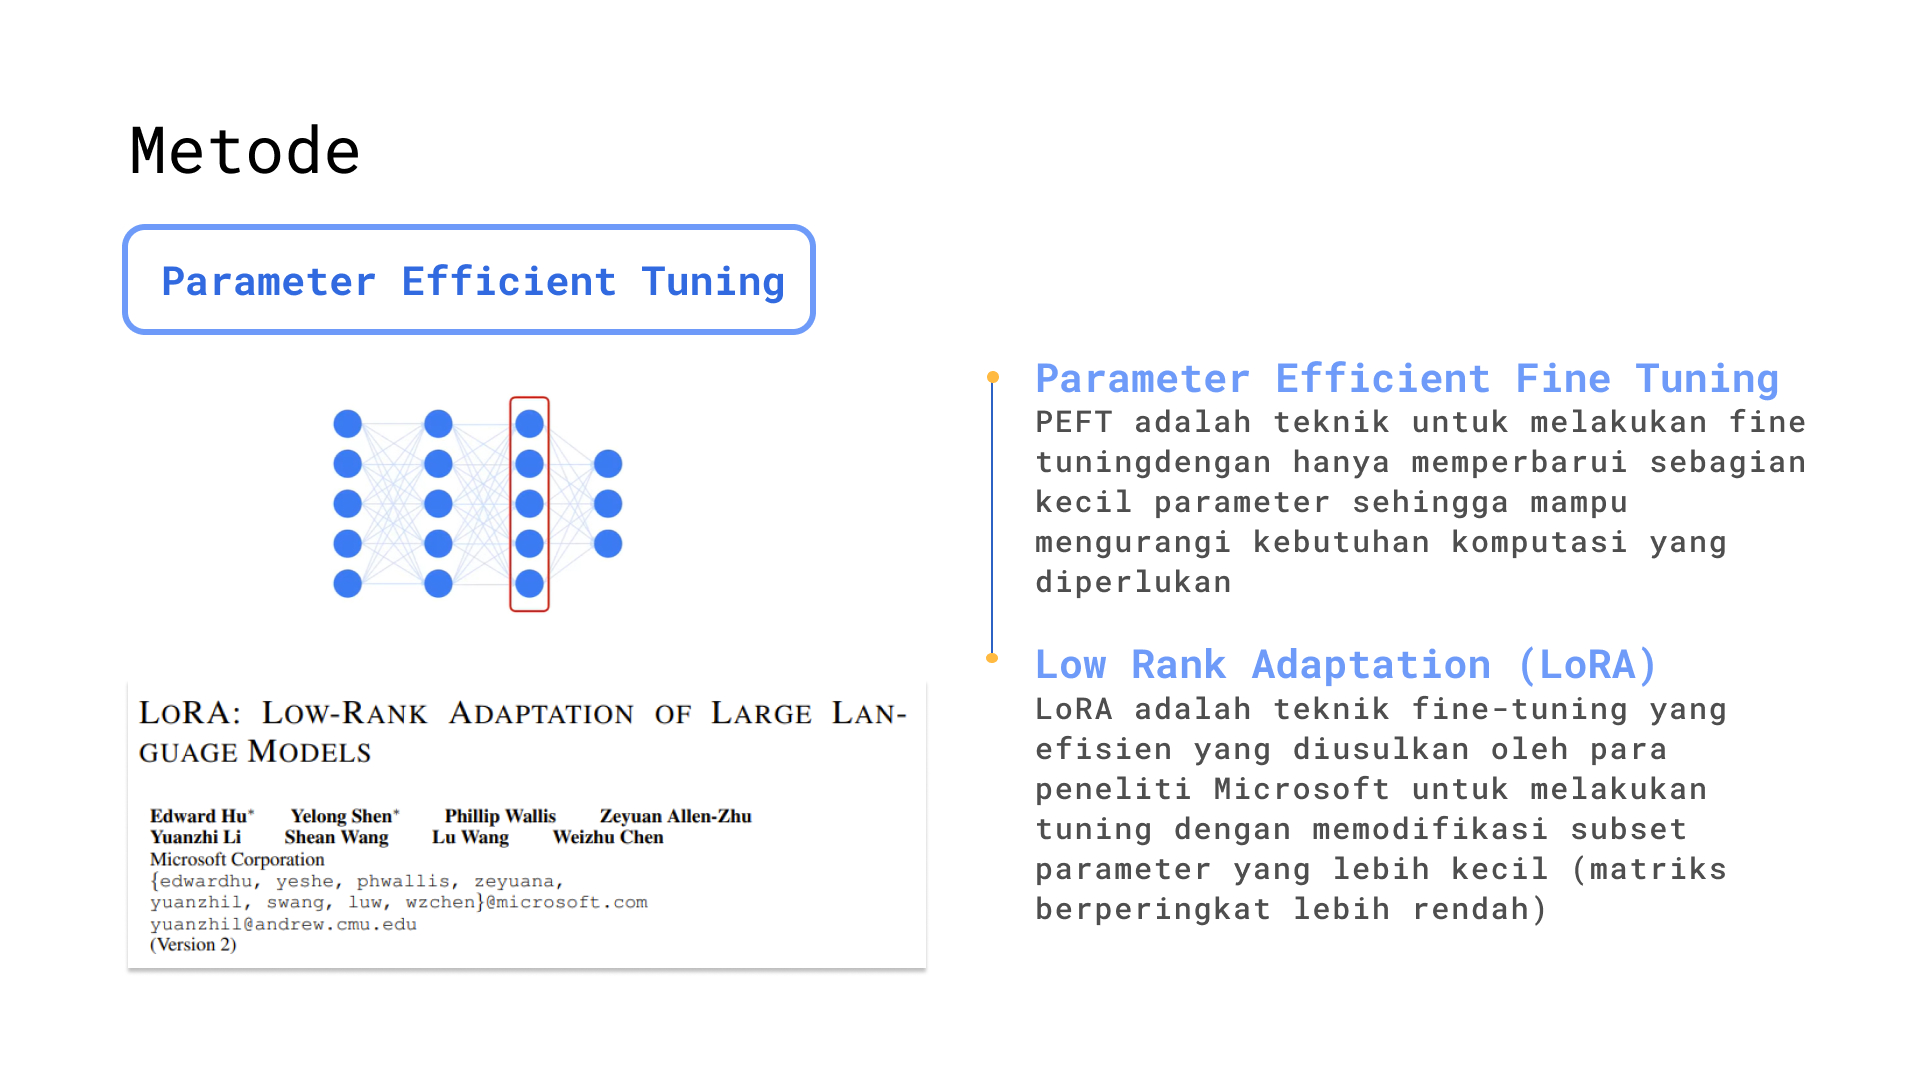 Metode
Parameter Efficient Tuning
LORA: LOW-RANK ADAPTATION OF LARGE LAN-
GUAGE MODELS
Edward Hu* Yelong Shen* Phillip Wallis Zeyuan Allen-Zhu
Yuanzhi Li Shean Wang Lu Wang Weizhu Chen
Microsoft Corporation
{edwardhu, yeshe, phwallis, zeyuana,
yuanzhil, swang, luw, wzchen}@microsoft.com
yuanzhil@andrew.cmu.edu
(Version 2)
Parameter Efficient Fine Tuning
PEFT adalah teknik untuk melakukan fine
tuningdengan hanya memperbarui sebagian
kecil parameter sehingga mampu
mengurangi kebutuhan komputasi yang
diperlukan
Low Rank Adaptation (LoRA)
LoRA adalah teknik fine-tuning yang
efisien yang diusulkan oleh para
peneliti Microsoft untuk melakukan
tuning dengan memodifikasi subset
parameter yang lebih kecil (matriks
berperingkat lebih rendah)